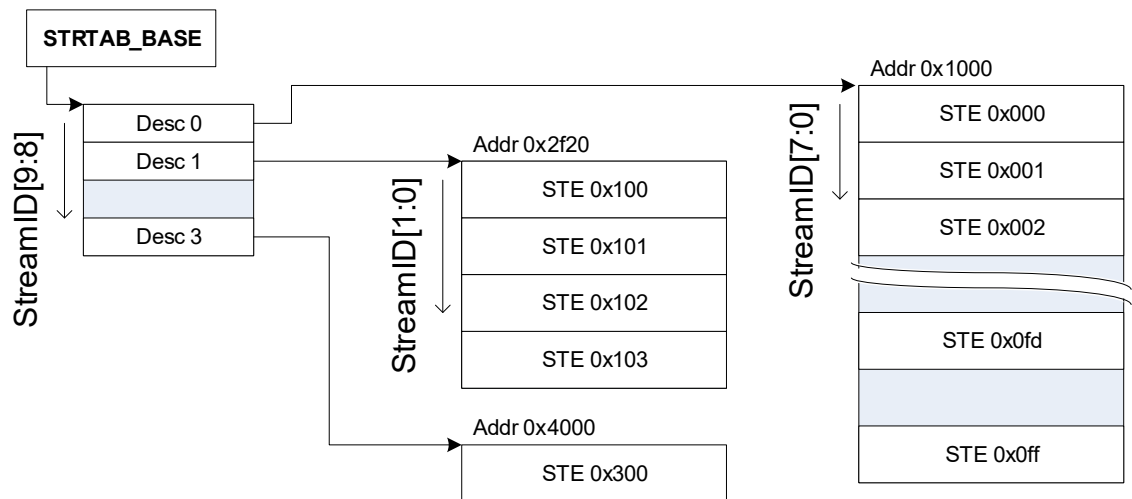 STRTAB_BASE
StreamID[9:8]
Desc 0
Desc 1
Desc 3
Addr 0x2f20
StreamID[1:0]
STE 0x100
STE 0x101
STE 0x102
STE 0x103
Addr 0x4000
STE 0x300
Addr 0x1000
StreamID[7:0]
STE 0x000
STE 0x001
STE 0x002
STE 0x0fd
STE 0x0ff